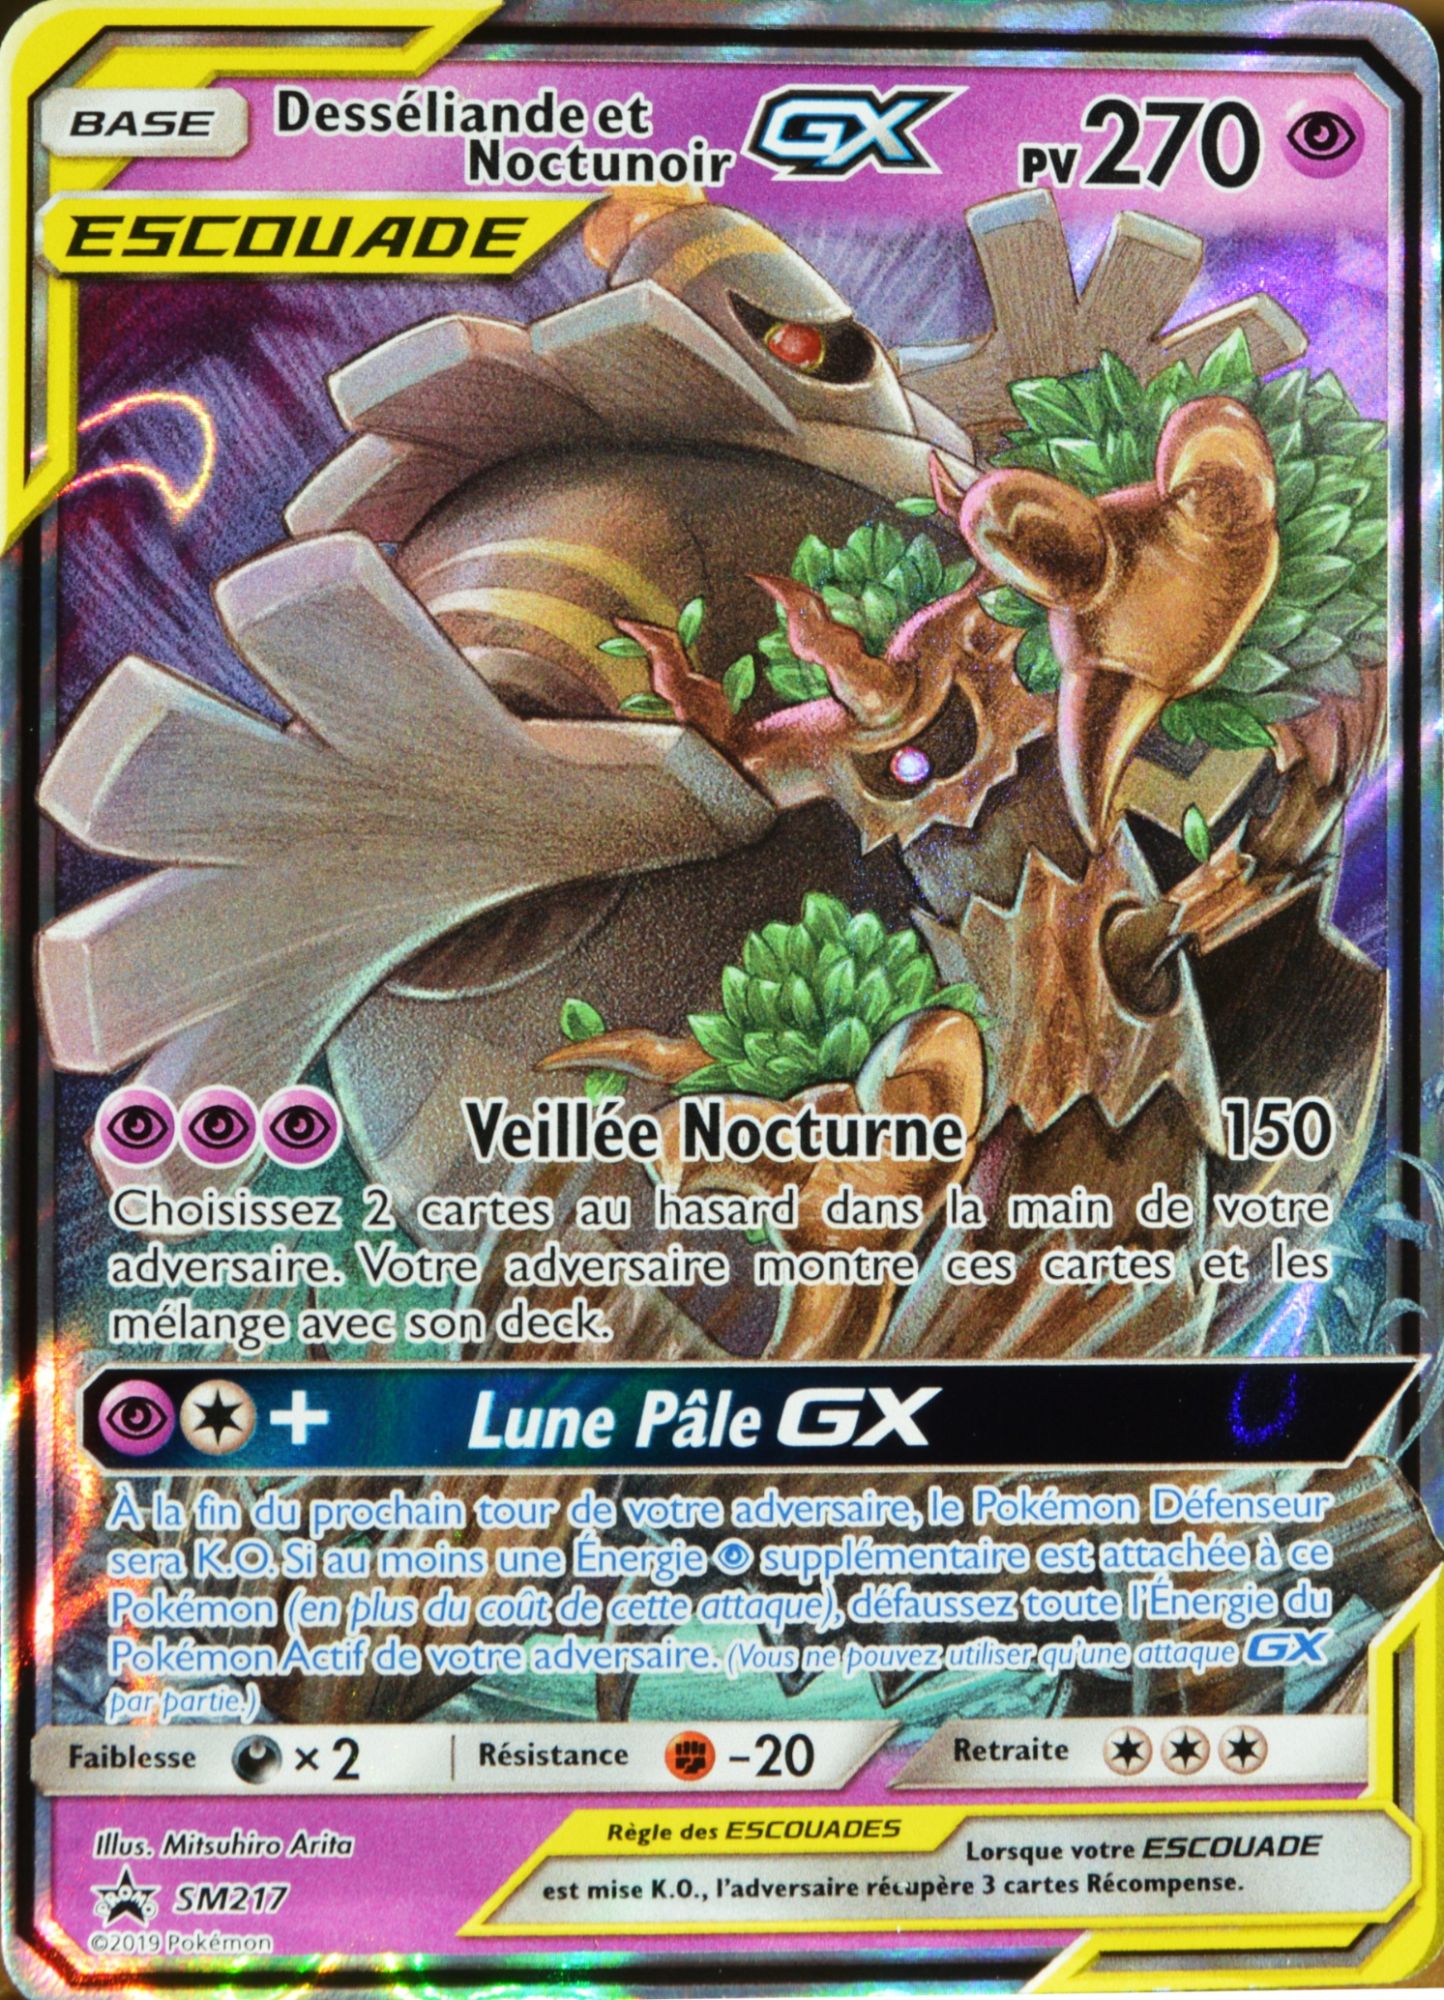 BASE
Desséliande et
Noctunoir GX
PV 270
ESCOUADE
Veillée Nocturne 150
Choisissez 2 cartes au hasard dans la main de votre
adversaire. Votre adversaire montre ces cartes et les
mélange avec son deck.
+ Lune Pâle GX
À la fin du prochain tour de votre adversaire, le Pokémon Défenseur
sera K.O. Si au moins une Énergie supplémentaire est attachée à ce
Pokémon (en plus du coût de cette attaque), défaussez toute l'Énergie du
Pokémon Actif de votre adversaire. (Vous ne pouvez utiliser qu'une attaque GX
par partie.)
Faiblesse × 2 Résistance -20 Retraite
Illus. Mitsuhiro Arita
SM217
©2019 Pokémon
Règle des ESCOUADES
Lorsque votre ESCOUADE
est mise K.O., l'adversaire récupère 3 cartes Récompense.